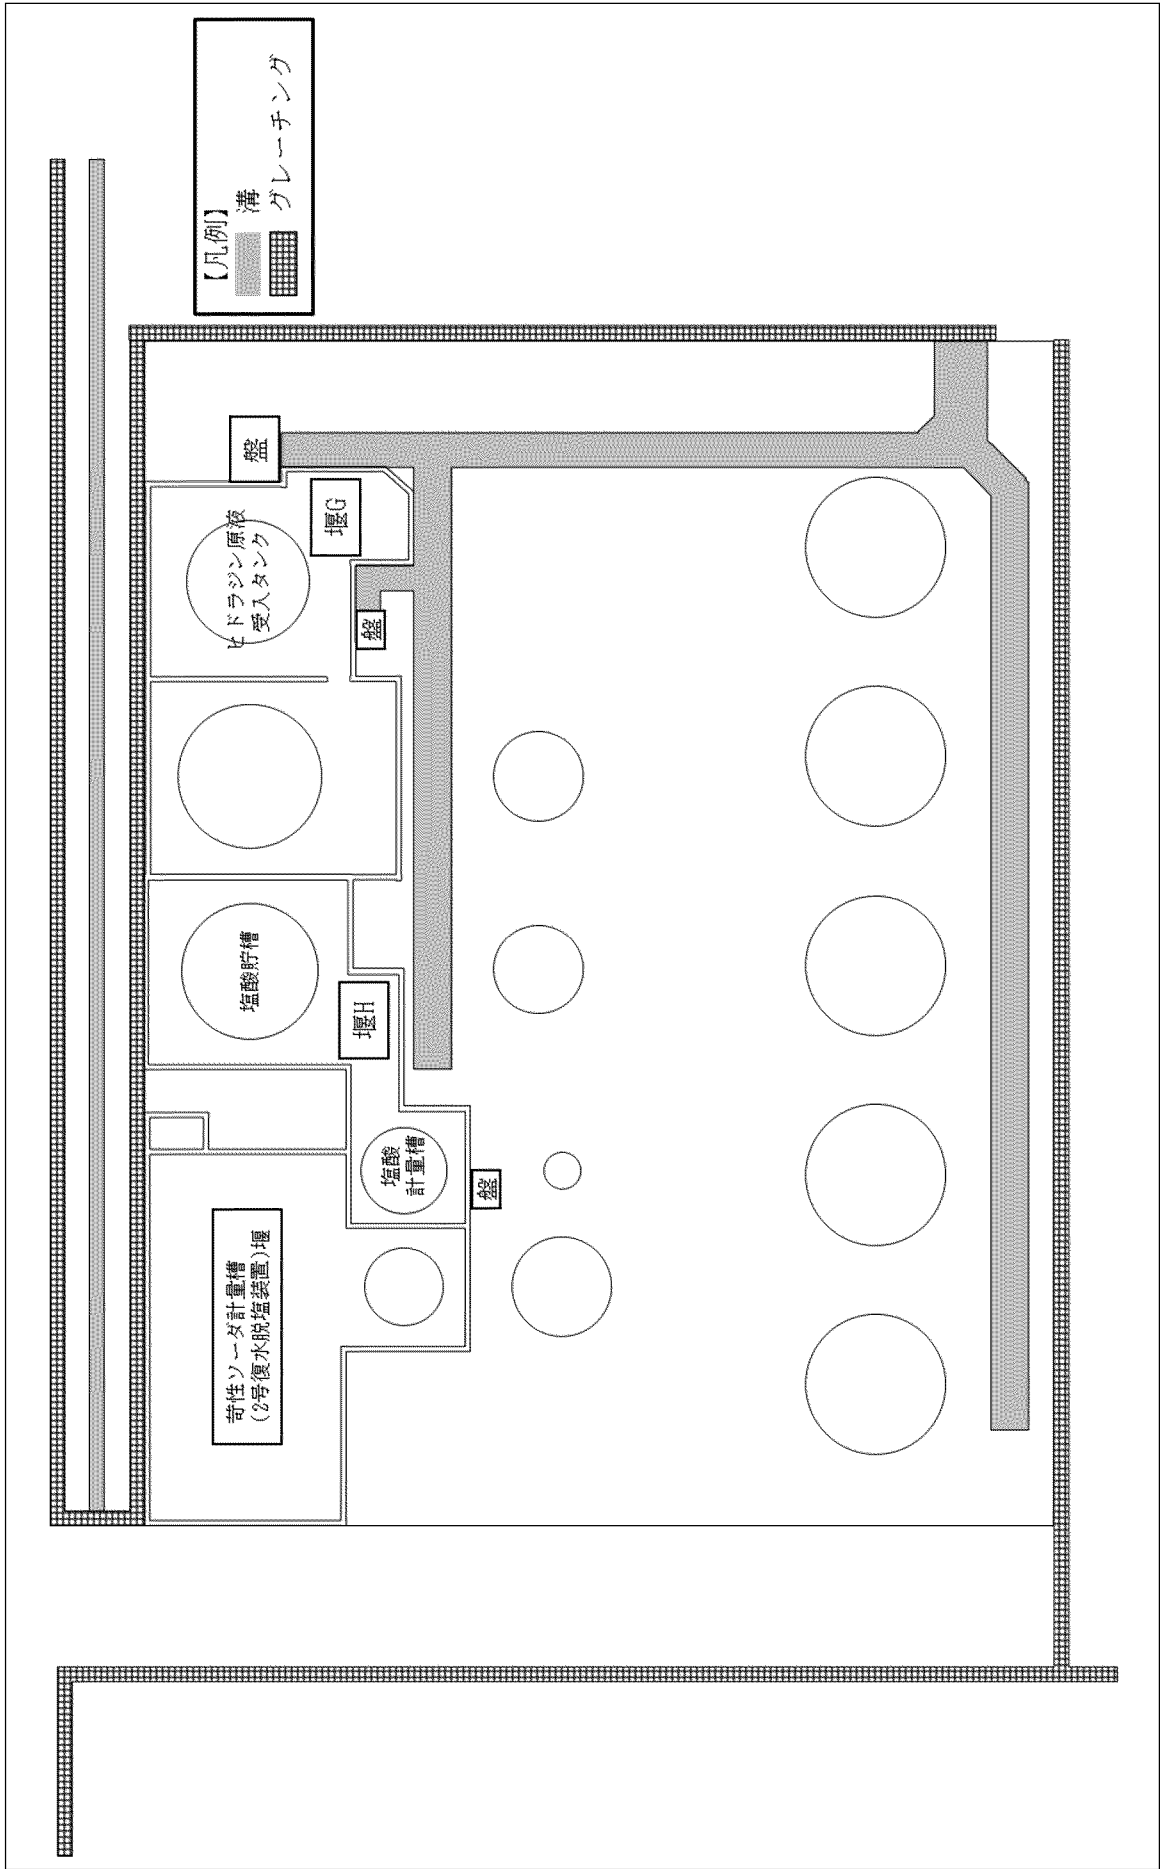 【凡例】
溝
グレーチング
盤
堰G
ヒドラジン原液
受入タンク
盤
塩酸貯槽
堰H
塩酸
計量槽
盤
苛性ソーダ計量槽
(2号復水脱塩装置)堰